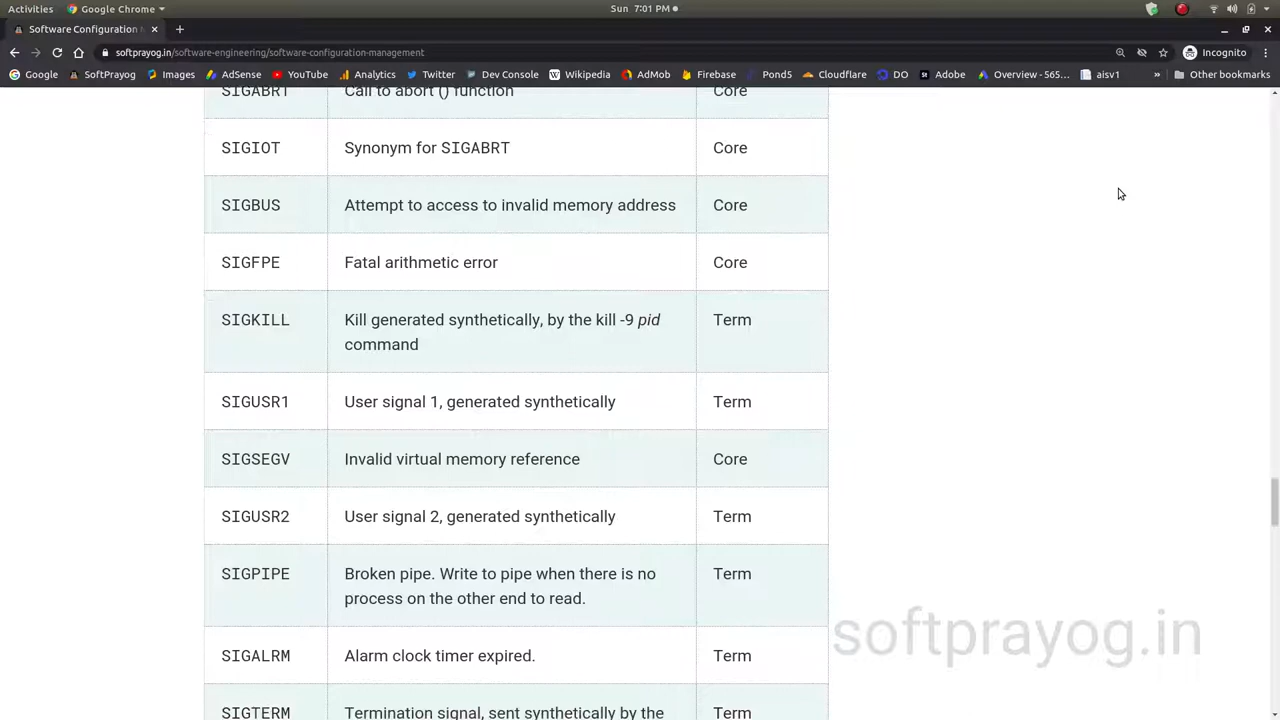 Activities Google Chrome Sun 7:01 PM
Software Configuration M
softprayog.in/software-engineering/software-configuration-management Incognito
Google SoftPrayog Images AdSense YouTube Analytics Twitter Dev Console Wikipedia AdMob Firebase Pond5 Cloudflare DO Adobe Overview - 565... aisv1 » Other bookmarks
SIGABRT Call to abort () function Core
SIGIOT Synonym for SIGABRT Core
SIGBUS Attempt to access to invalid memory address Core
SIGFPE Fatal arithmetic error Core
SIGKILL Kill generated synthetically, by the kill -9 pid Term
command
SIGUSR1 User signal 1, generated synthetically Term
SIGSEGV Invalid virtual memory reference Core
SIGUSR2 User signal 2, generated synthetically Term
SIGPIPE Broken pipe. Write to pipe when there is no Term
process on the other end to read.
softprayog.in
SIGALRM Alarm clock timer expired. Term
SIGTERM Termination signal, sent synthetically by the Term